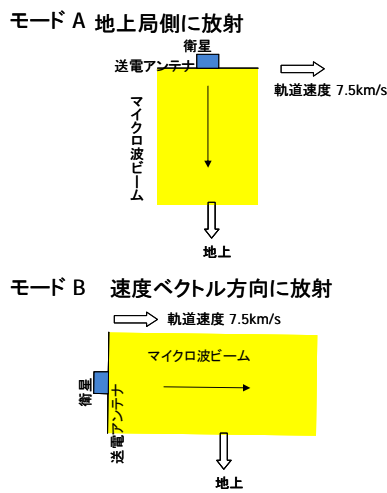 モード A 地上局側に放射
衛星
送電アンテナ
軌道速度 7.5km/s
マイクロ波ビーム
地上
モード B 速度ベクトル方向に放射
軌道速度 7.5km/s
マイクロ波ビーム
衛星
送電アンテナ
地上